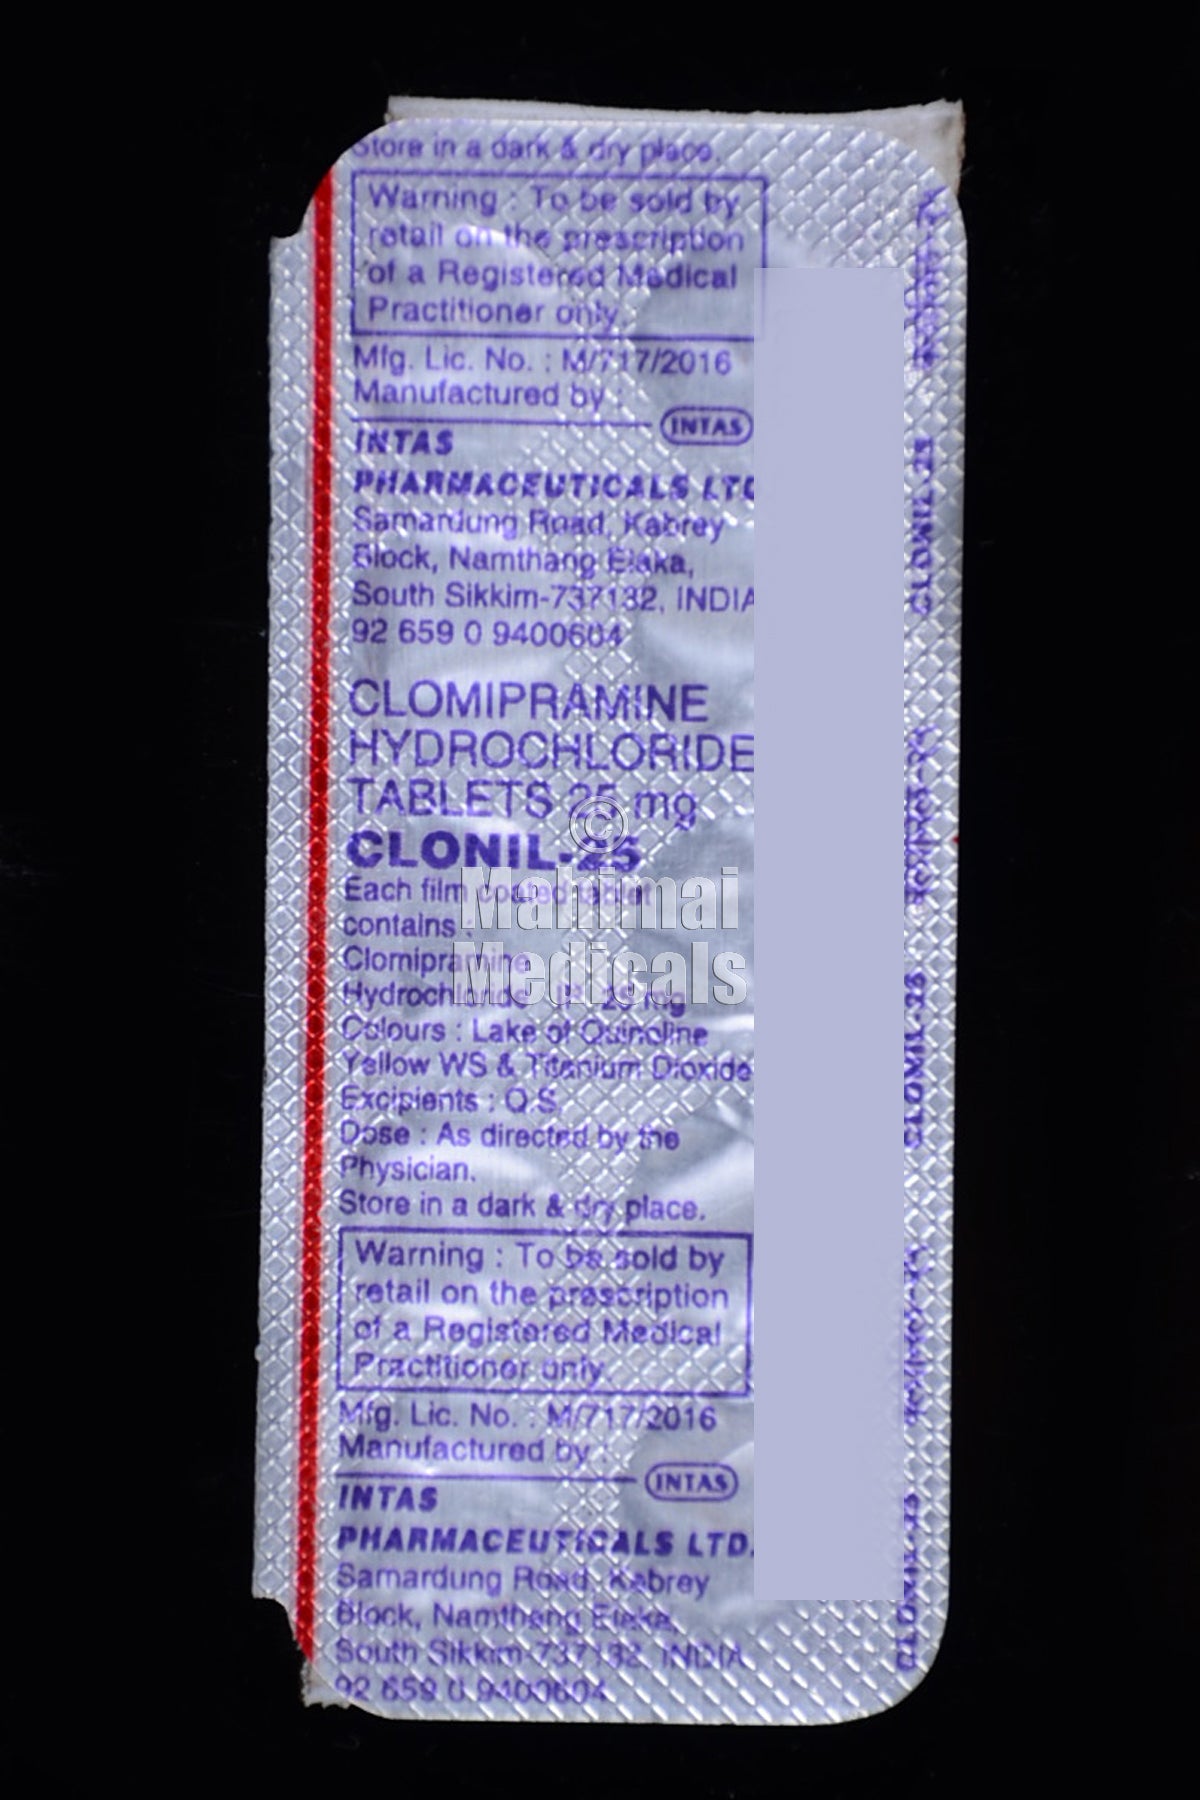 Store in a dark & dry place.
Warning : To be sold by
retail on the prescription
of a Registered Medical
Practitioner only.
Mfg. Lic. No. : M/717/2016
Manufactured by :
INTAS
INTAS
PHARMACEUTICALS LTD
Samardung Road, Kabrey
Block, Namthang Elaka,
South Sikkim-737132, INDIA
92 659 0 9400604
CLOMIPRAMINE
HYDROCHLORIDE
TABLETS 25 mg
CLONIL-25
Each film coated tablet
contains :
Clomipramine
Hydrochloride IP 25 mg
Colours : Lake of Quinoline
Yellow WS & Titanium Dioxide
Excipients : Q.S.
Dose : As directed by the
Physician.
Store in a dark & dry place.
Warning : To be sold by
retail on the prescription
of a Registered Medical
Practitioner only.
Mfg. Lic. No. : M/717/2016
Manufactured by :
INTAS
INTAS
PHARMACEUTICALS LTD.
Samardung Road, Kabrey
Block, Namthang Elaka,
South Sikkim-737132, INDIA
92 659 0 9400604
CLONIL-25
CLONIL-25
CLONIL-25
©
Mahimai
Medicals